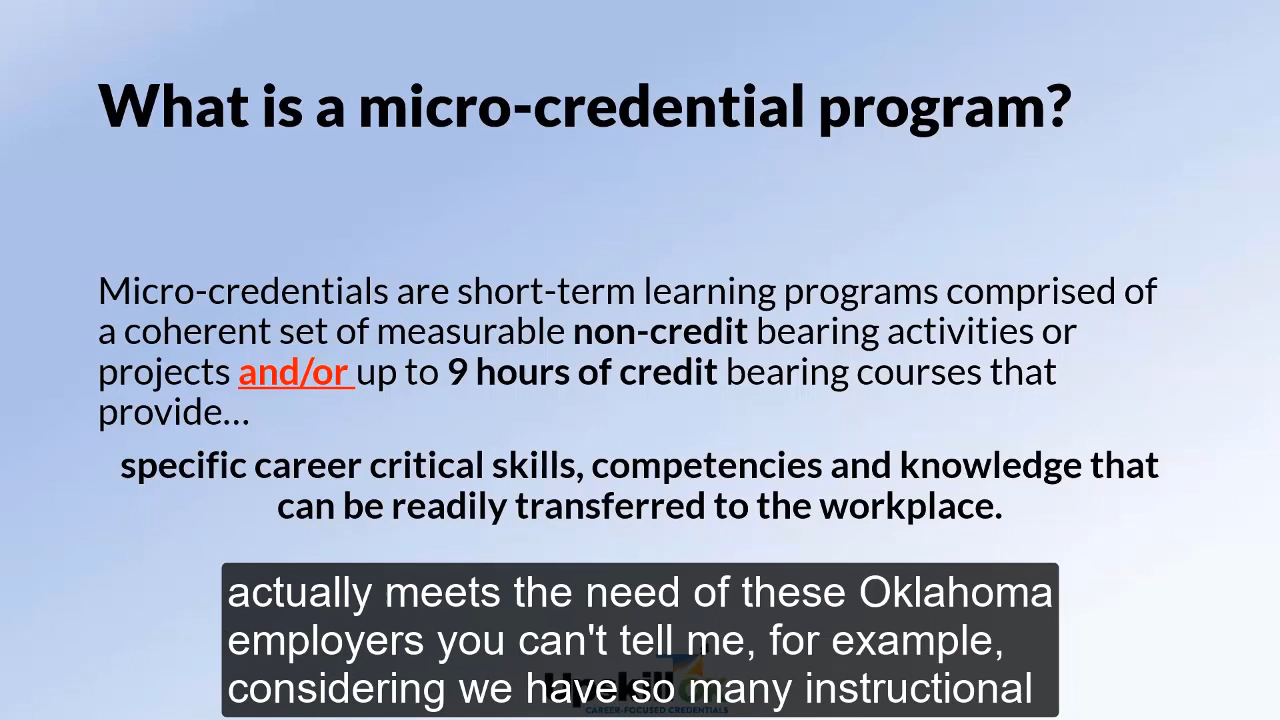 What is a micro-credential program?
Micro-credentials are short-term learning programs comprised of
a coherent set of measurable non-credit bearing activities or
projects and/or up to 9 hours of credit bearing courses that
provide...
specific career critical skills, competencies and knowledge that
can be readily transferred to the workplace.
actually meets the need of these Oklahoma
employers you can't tell me, for example,
considering we have so many instructional
CAREER-FOCUSED CREDENTIALS